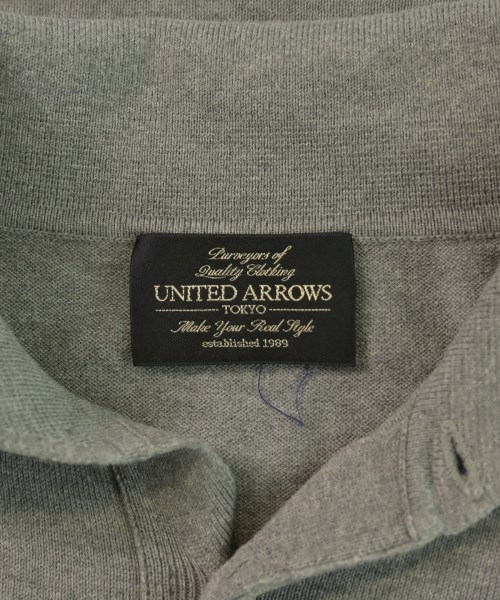 Purveyors of
Quality Clothing
UNITED ARROWS
TOKYO
Make Your Real Style
established 1989